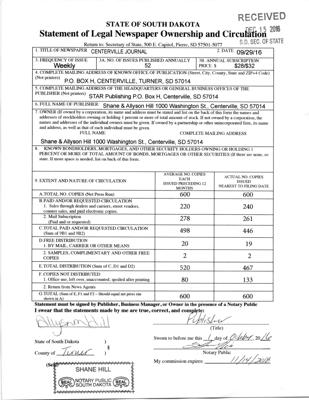 RECEIVED
DEC 15 2016
S.D. SEC. OF STATE
STATE OF SOUTH DAKOTA
Statement of Legal Newspaper Ownership and Circulation
Return to: Secretary of State, 500 E. Capitol, Pierre, SD 57501-5077
1. TITLE OF NEWSPAPER CENTERVILLE JOURNAL 2. DATE 09/29/16
3. FREQUENCY OF ISSUE Weekly
3A. NO. OF ISSUES PUBLISHED ANNUALLY 52
3B. ANNUAL SUBSCRIPTION PRICE: $ $28/$32
4. COMPLETE MAILING ADDRESS OF KNOWN OFFICE OF PUBLICATION (Street, City, County, State and ZIP+4 Code)
(Not printers)
P.O. BOX H, CENTERVILLE, TURNER, SD 57014
5. COMPLETE MAILING ADDRESS OF THE HEADQUARTERS OR GENERAL BUSINESS OFFICES OF THE
PUBLISHER (Not printer) STAR Publishing P.O. Box H, Centerville, SD 57014
6. FULL NAME OF PUBLISHER: Shane & Allyson Hill 1000 Washington St., Centerville, SD 57014
7. OWNER (If owned by a corporation, its name and address must be stated and list on the back of this form the names and
addresses of stockholders owning or holding 1 percent or more of total amount of stock. If not owned by a corporation, the
names and addresses of the individual owners must be given. If owned by a partnership or other unincorporated firm, its name
and address, as well as that of each individual must be given.
FULL NAME COMPLETE MAILING ADDRESS
Shane & Allyson Hill 1000 Washington St., Centerville, SD 57014
8. KNOWN BONDHOLDERS, MORTGAGES, AND OTHER SECURITY HOLDERS OWNING OR HOLDING 1
PERCENT OR MORE OF TOTAL AMOUNT OF BONDS, MORTGAGES OR OTHER SECURITIES (If there are none, so
state. If more space is needed, list on back of this form.
9. EXTENT AND NATURE OF CIRCULATION
AVERAGE NO. COPIES EACH ISSUED PRECEDING 12 MONTHS
ACTUAL NO. COPIES ISSUED NEAREST TO FILING DATE
A. TOTAL NO. COPIES (Net Press Run) 600 600
B. PAID AND/OR REQUESTED CIRCULATION
1. Sales through dealers and carriers, street vendors, counter sales, and paid electronic copies. 220 240
2. Mail Subscription (Paid and/or requested) 278 261
C. TOTAL PAID AND/OR REQUESTED CIRCULATION (Sum of 9B1 and 9B2) 498 446
D. FREE DISTRIBUTION
1. BY MAIL, CARRIER OR OTHER MEANS 20 19
2. SAMPLES, COMPLIMENTARY AND OTHER FREE COPIES 2 2
E. TOTAL DISTRIBUTION (Sum of C, D1 and D2) 520 467
F. COPIES NOT DISTRIBUTED
1. Office use, left over, unaccounted, spoiled after printing 80 133
2. Return from News Agents
G. TOTAL (Sum of E, F1 and F2 - Should equal net press run shown in A) 600 600
Statement must be signed by Publisher, Business Manager, or Owner in the presence of a Notary Public
I swear that the statements made by me are true, correct, and complete:
Allyson Hill Publisher
(Title)
State of South Dakota )
County of Turner )
Sworn to before me this 1 day of October, 2016
Notary Public
(Seal)
My commission expires: 11/14/2018
SHANE HILL
SEAL NOTARY PUBLIC SOUTH DAKOTA SEAL